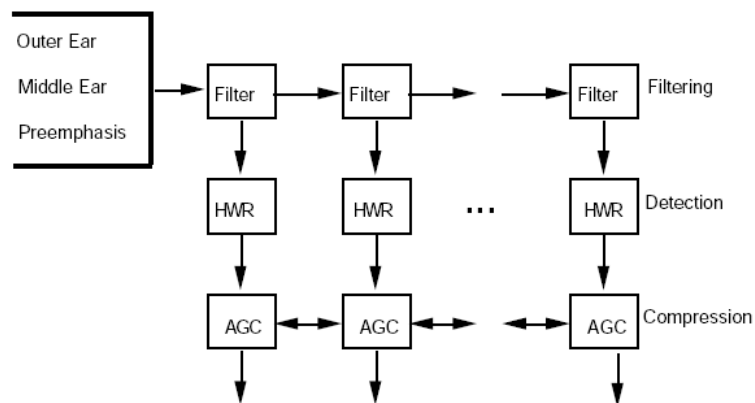 Outer Ear
Middle Ear
Preemphasis
Filter
Filter
Filter
Filtering
HWR
HWR
...
HWR
Detection
AGC
AGC
AGC
Compression